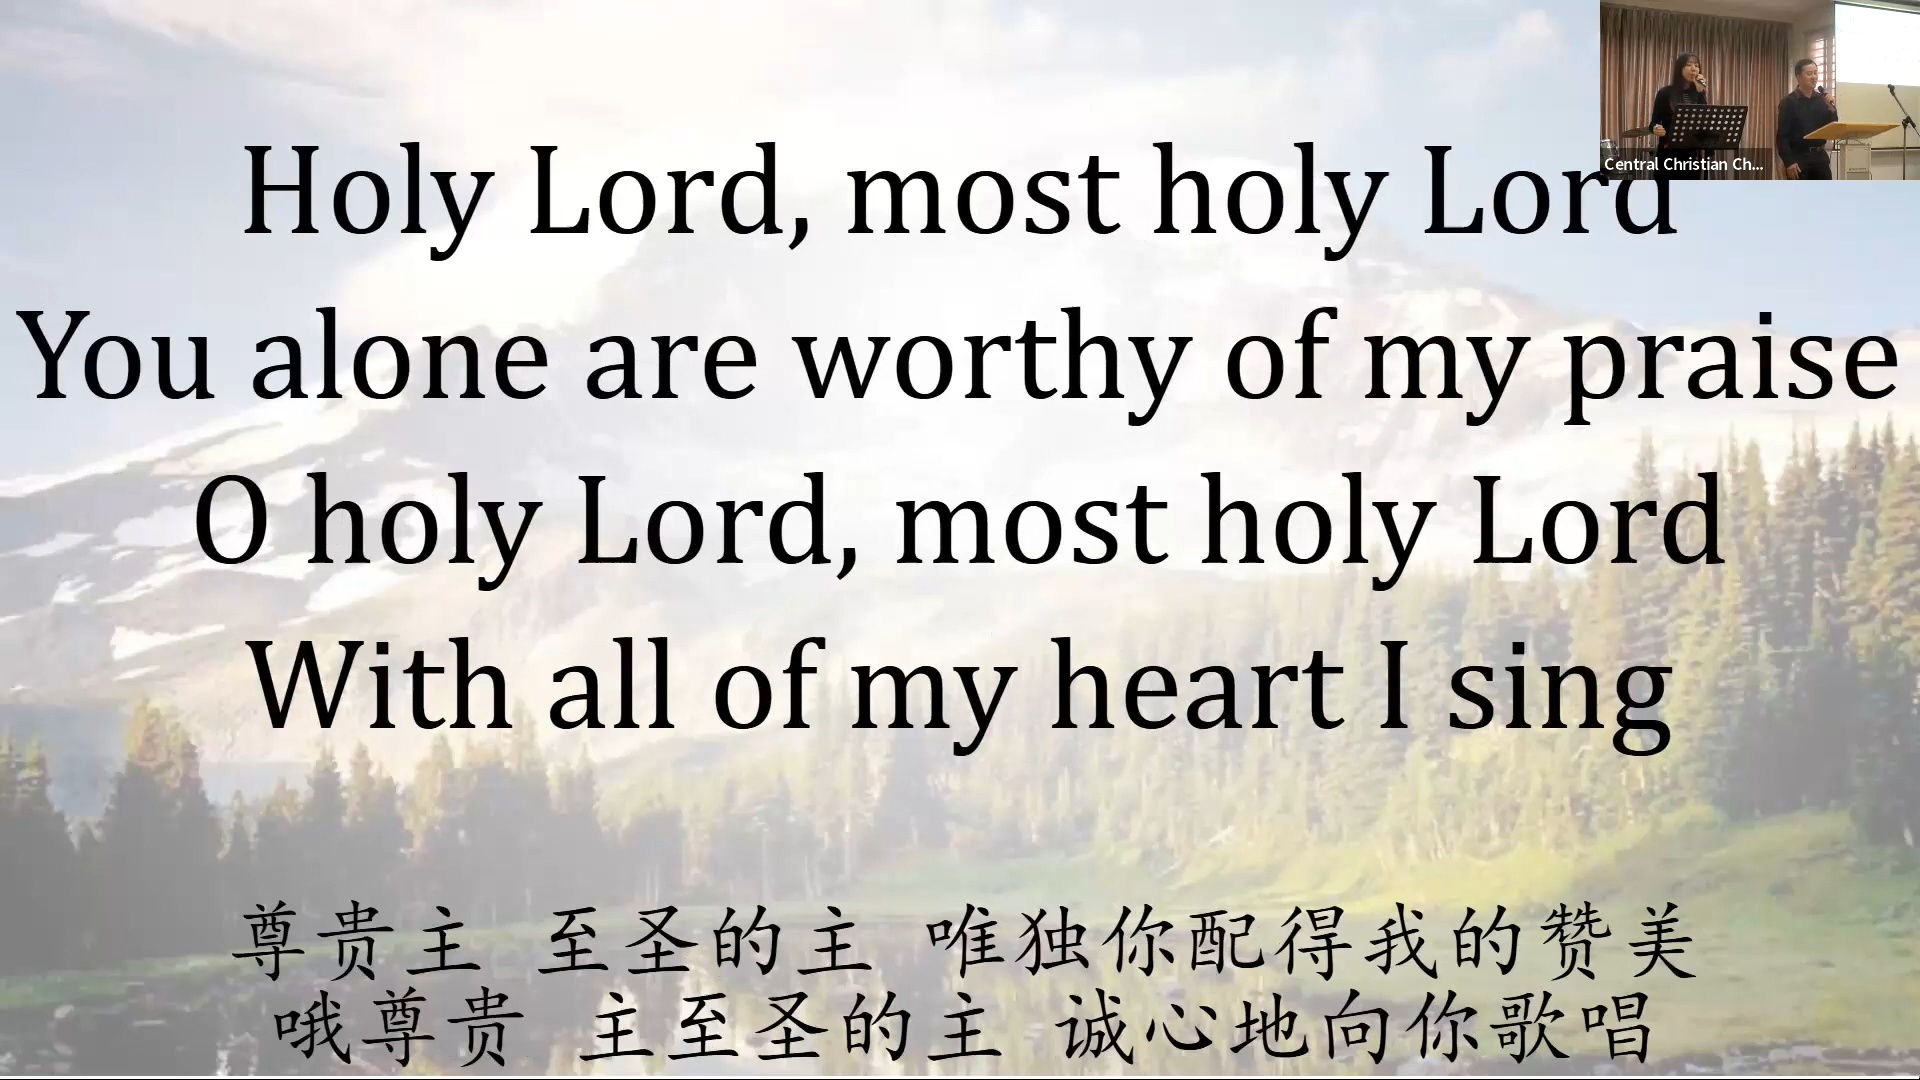 Holy Lord, most holy Lord
You alone are worthy of my praise
O holy Lord, most holy Lord
With all of my heart I sing
尊贵主 至圣的主 唯独你配得我的赞美
哦尊贵 主至圣的主 诚心地向你歌唱
Central Christian Ch...